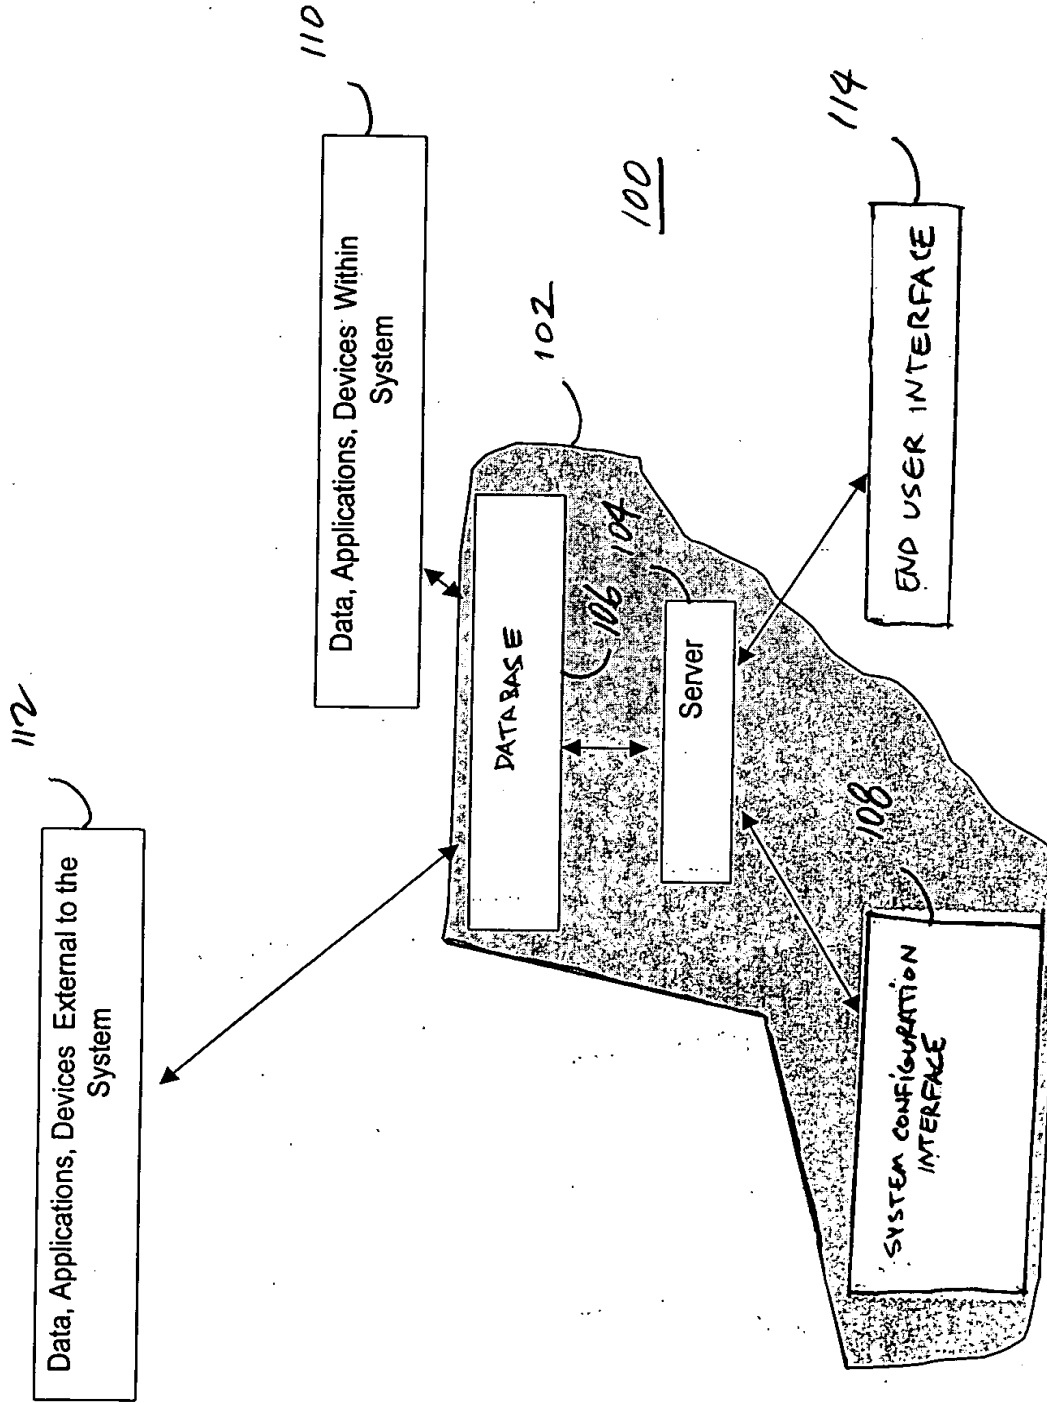 112
Data, Applications, Devices External to the
System
110
Data, Applications, Devices Within
System
100
102
DATABASE
106
104
Server
114
END USER INTERFACE
108
SYSTEM CONFIGURATION
INTERFACE